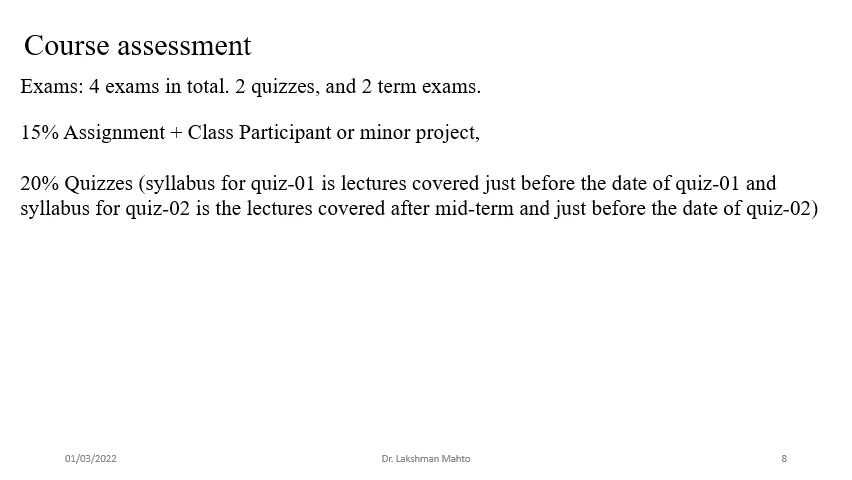 Course assessment
Exams: 4 exams in total. 2 quizzes, and 2 term exams.
15% Assignment + Class Participant or minor project,
20% Quizzes (syllabus for quiz-01 is lectures covered just before the date of quiz-01 and
syllabus for quiz-02 is the lectures covered after mid-term and just before the date of quiz-02)
01/03/2022
Dr. Lakshman Mahto
8